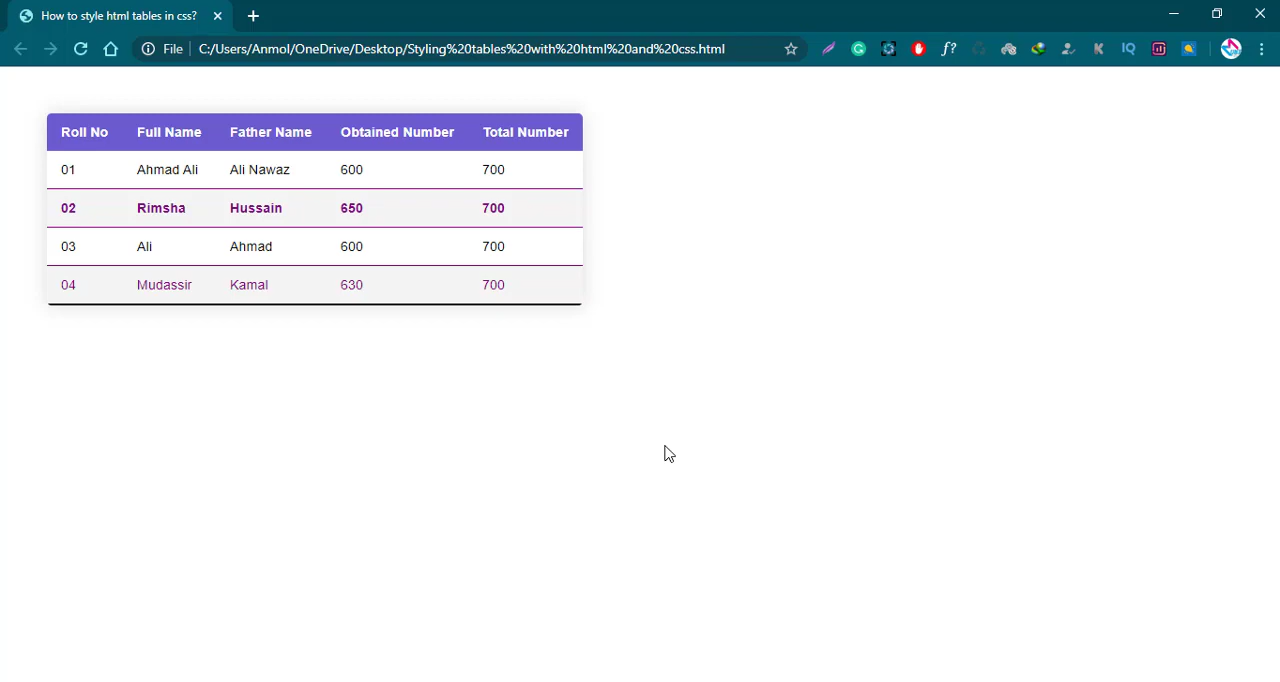 How to style html tables in css?
File C:/Users/Anmol/OneDrive/Desktop/Styling%20tables%20with%20html%20and%20css.html f? K IQ
Roll No Full Name Father Name Obtained Number Total Number
01 Ahmad Ali Ali Nawaz 600 700
02 Rimsha Hussain 650 700
03 Ali Ahmad 600 700
04 Mudassir Kamal 630 700